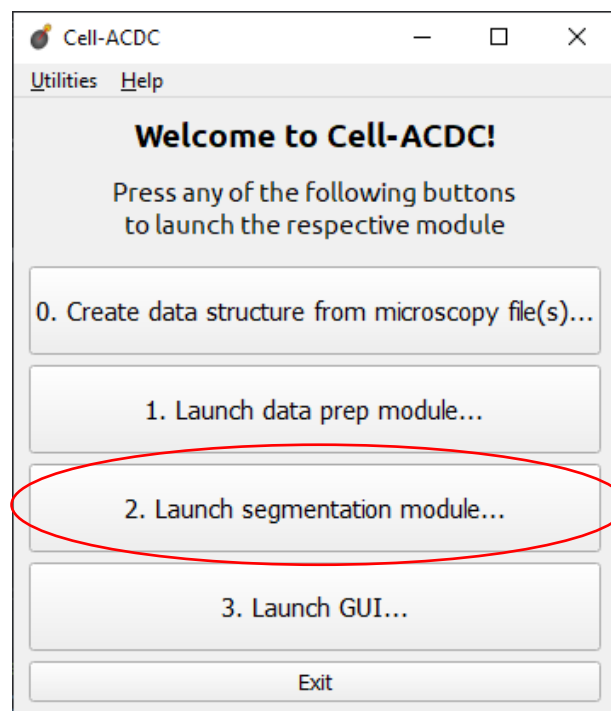 Cell-ACDC
Utilities Help
Welcome to Cell-ACDC!
Press any of the following buttons
to launch the respective module
0. Create data structure from microscopy file(s)...
1. Launch data prep module...
2. Launch segmentation module...
3. Launch GUI...
Exit